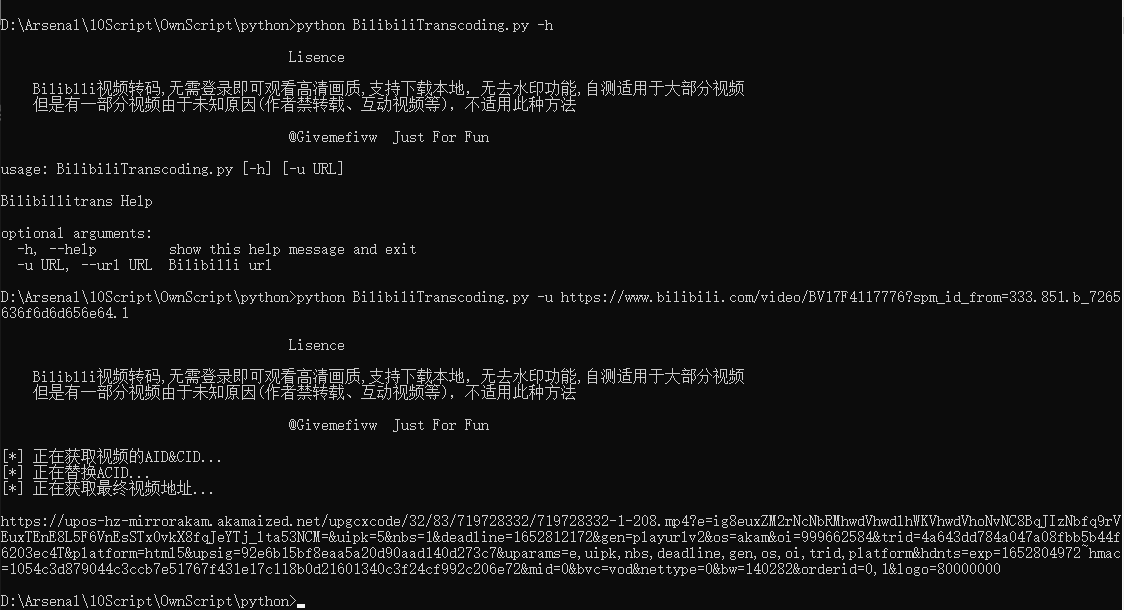 D:\Arsenal\10Script\OwnScript\python>python BilibiliTranscoding.py -h
Lisence
Biliblli视频转码,无需登录即可观看高清画质,支持下载本地，无去水印功能,自测适用于大部分视频
但是有一部分视频由于未知原因(作者禁转载、互动视频等)，不适用此种方法
@Givemefivw  Just For Fun
usage: BilibiliTranscoding.py [-h] [-u URL]
Bilibillitrans Help
optional arguments:
-h, --help         show this help message and exit
-u URL, --url URL  Bilibilli url
D:\Arsenal\10Script\OwnScript\python>python BilibiliTranscoding.py -u https://www.bilibili.com/video/BV17F4117776?spm_id_from=333.851.b_7265
636f6d6d656e64.1
Lisence
Biliblli视频转码,无需登录即可观看高清画质,支持下载本地，无去水印功能,自测适用于大部分视频
但是有一部分视频由于未知原因(作者禁转载、互动视频等)，不适用此种方法
@Givemefivw  Just For Fun
[*] 正在获取视频的AID&CID...
[*] 正在替换ACID...
[*] 正在获取最终视频地址...
https://upos-hz-mirrorakam.akamaized.net/upgcxcode/32/83/719728332/719728332-1-208.mp4?e=ig8euxZM2rNcNbRMhwdVhwdlhWKVhwdVhoNvNC8BqJIzNbfq9rV
EuxTEnE8L5F6VnEsSTx0vkX8fqJeYTj_lta53NCM=&uipk=5&nbs=1&deadline=1652812172&gen=playurlv2&os=akam&oi=999662584&trid=4a643dd784a047a08fbb5b44f
6203ec4T&platform=html5&upsig=92e6b15bf8eaa5a20d90aad140d273c7&uparams=e,uipk,nbs,deadline,gen,os,oi,trid,platform&hdnts=exp=1652804972~hmac
=1054c3d879044c3ccb7e51767f431e17c118b0d21601340c3f24cf992c206e72&mid=0&bvc=vod&nettype=0&bw=140282&orderid=0,1&logo=80000000
D:\Arsenal\10Script\OwnScript\python>